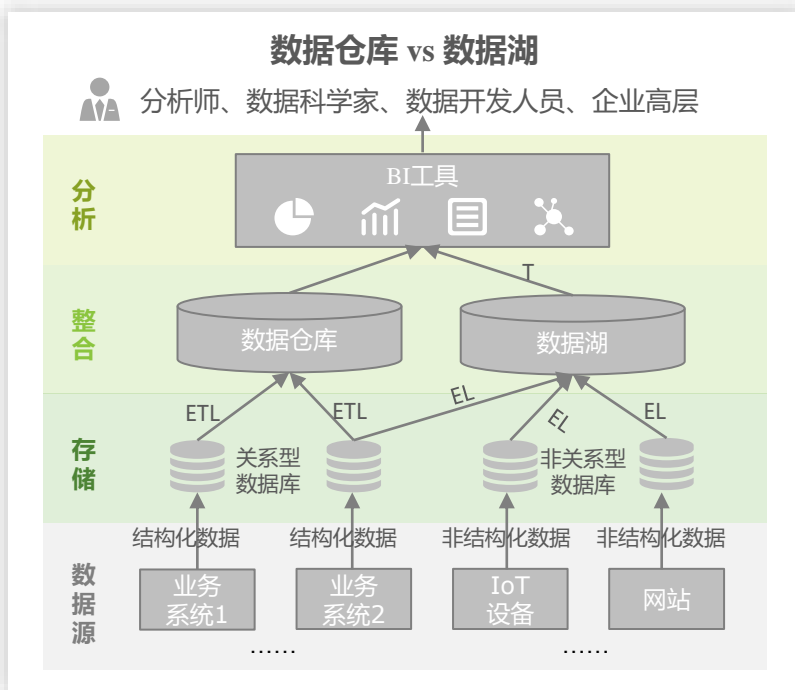 数据仓库 vs 数据湖
分析师、数据科学家、数据开发人员、企业高层
分析
BI工具
T
整合
数据仓库
数据湖
ETL
ETL
EL
EL
EL
存储
关系型
数据库
非关系型
数据库
结构化数据
结构化数据
非结构化数据
非结构化数据
数据源
业务
系统1
业务
系统2
IoT
设备
网站
……
……